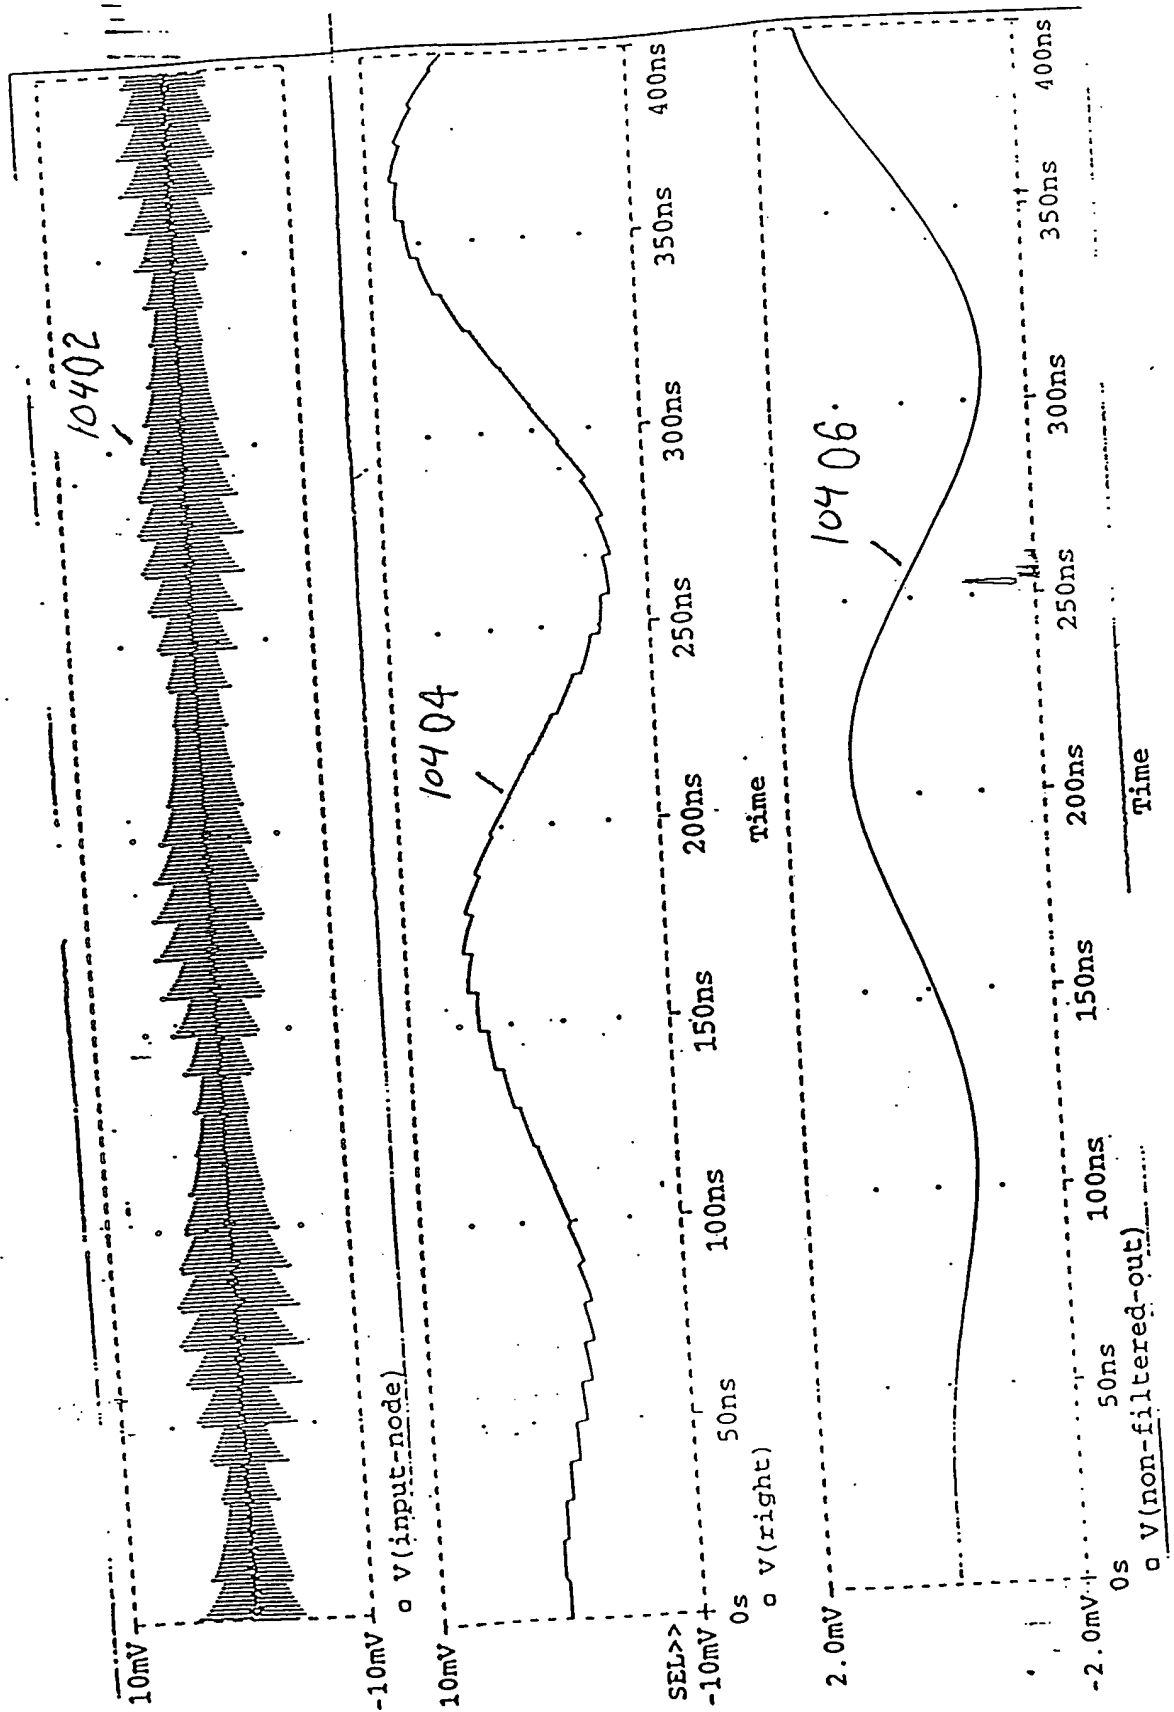 10mV
10402
-10mV
□ V(input-node)
10mV
10404
SEL>>
-10mV
0s
50ns
100ns
150ns
200ns
250ns
300ns
350ns
400ns
□ V(right)
Time
2.0mV
10406
-2.0mV
0s
50ns
100ns
150ns
200ns
250ns
300ns
350ns
400ns
□ V(non-filtered-out)
Time